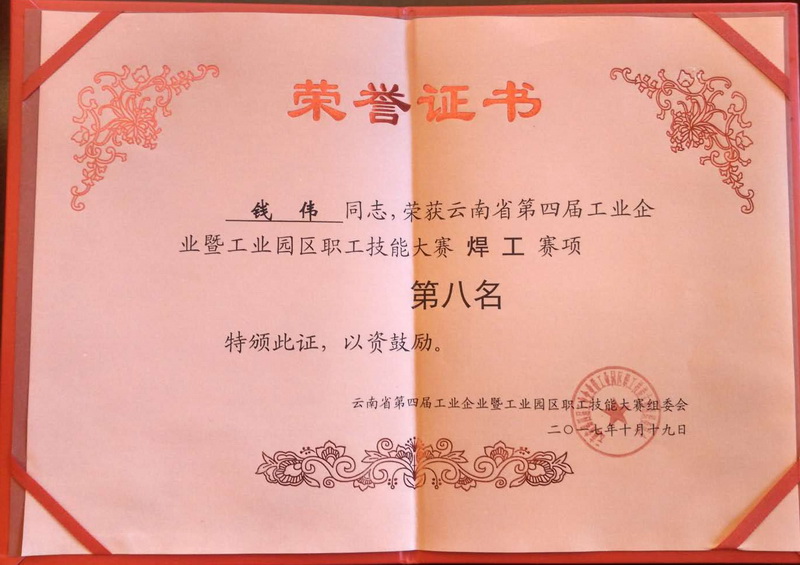 荣誉证书
钱 伟 同志，荣获云南省第四届工业企
业暨工业园区职工技能大赛 焊工 赛项
第八名
特颁此证，以资鼓励。
云南省第四届工业企业暨工业园区职工技能大赛组委会
二〇一七年十月十九日